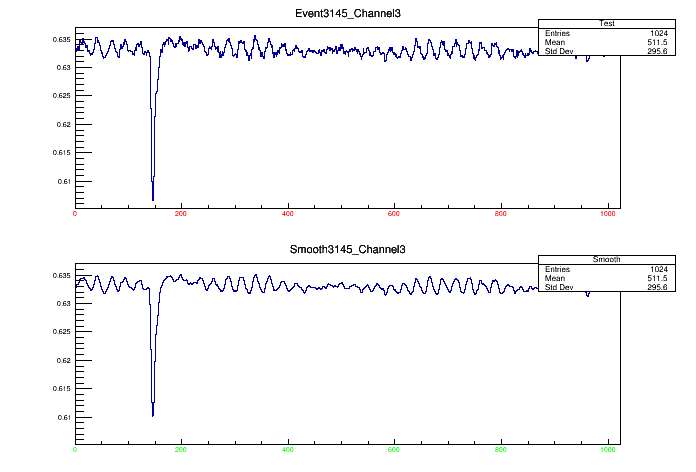 Event3145_Channel3
Test
Entries 1024
Mean 511.5
Std Dev 295.6
0.635
0.63
0.625
0.62
0.615
0.61
0 200 400 600 800 1000
Smooth3145_Channel3
Smooth
Entries 1024
Mean 511.5
Std Dev 295.6
0.635
0.63
0.625
0.62
0.615
0.61
0 200 400 600 800 1000